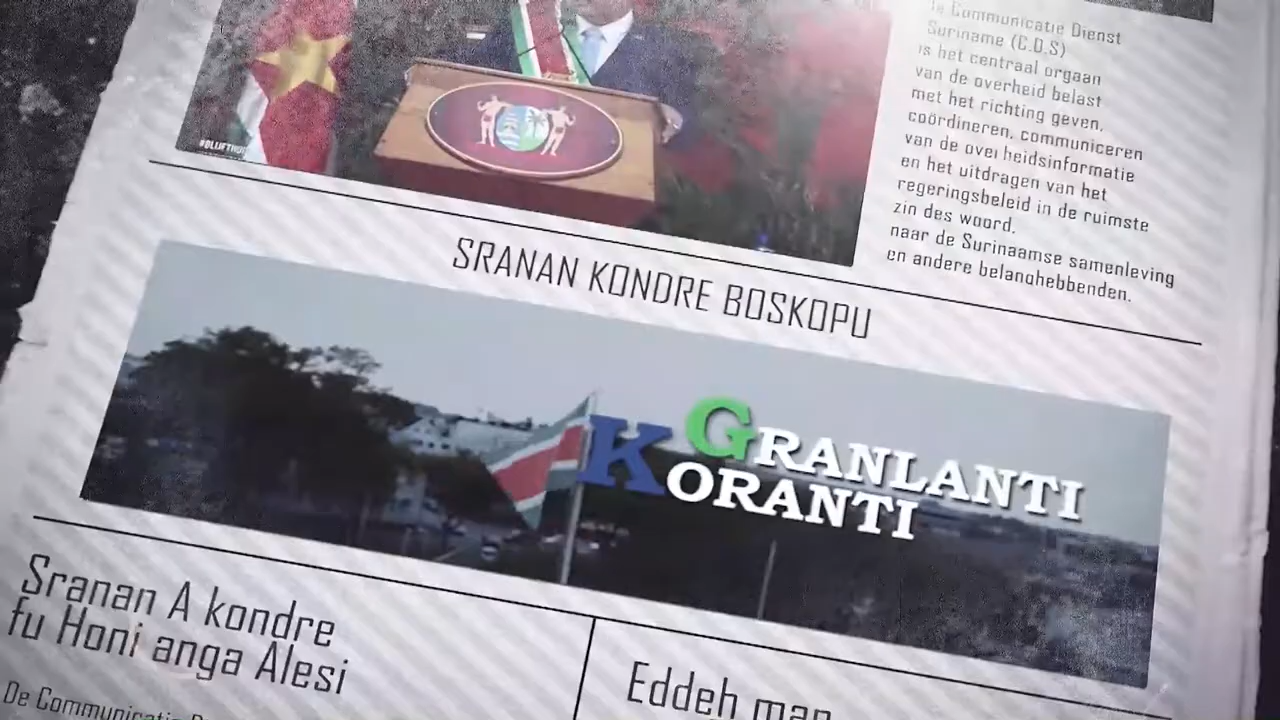 Communicatie Dienst
Suriname (C.D.S)
is het centraal orgaan
van de overheid belast
met het richting geven,
coördineren, communiceren
van de overheidsinformatie
en het uitdragen van het
regeringsbeleid in de ruimste
zin des woord,
naar de Surinaamse samenleving
en andere belanghebbenden.
SRANAN KONDRE BOSKOPU
GRANLANTI
KORANTI
Sranan A kondre
fu Honi anga Alesi
De
Eddeh man